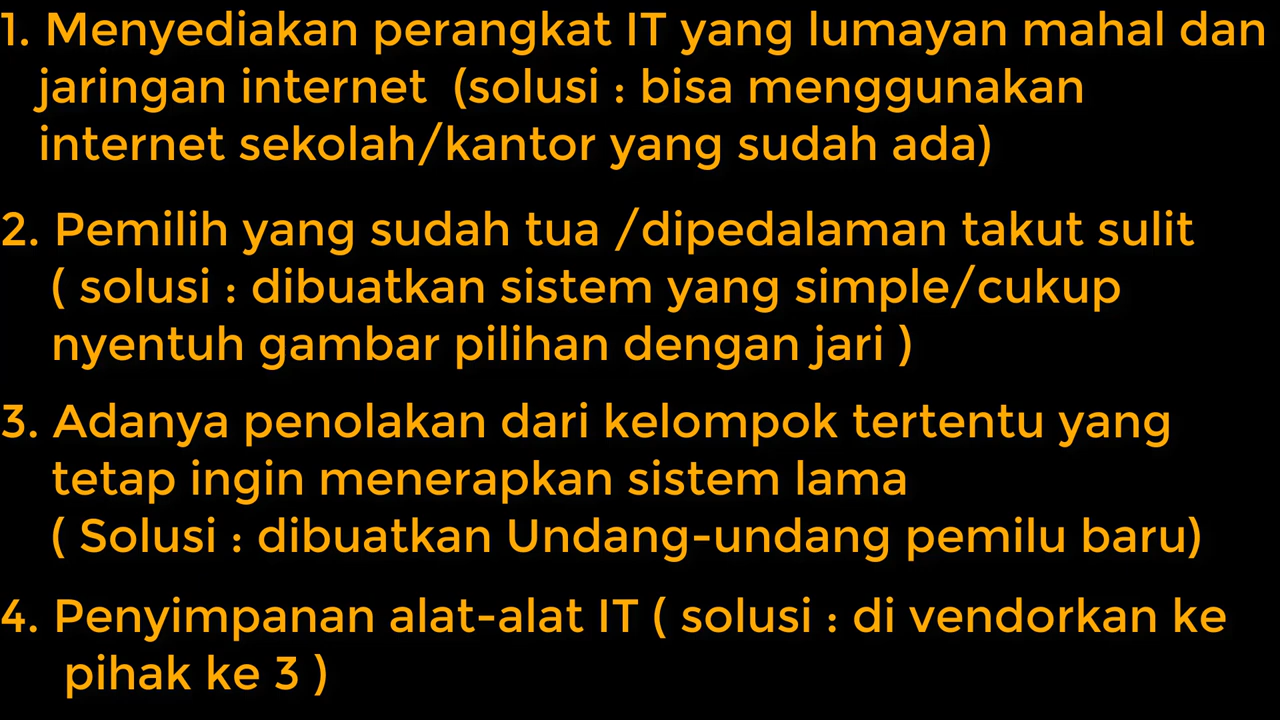 1. Menyediakan perangkat IT yang lumayan mahal dan
jaringan internet (solusi : bisa menggunakan
internet sekolah/kantor yang sudah ada)
2. Pemilih yang sudah tua /dipedalaman takut sulit
( solusi : dibuatkan sistem yang simple/cukup
nyentuh gambar pilihan dengan jari )
3. Adanya penolakan dari kelompok tertentu yang
tetap ingin menerapkan sistem lama
( Solusi : dibuatkan Undang-undang pemilu baru)
4. Penyimpanan alat-alat IT ( solusi : di vendorkan ke
pihak ke 3 )